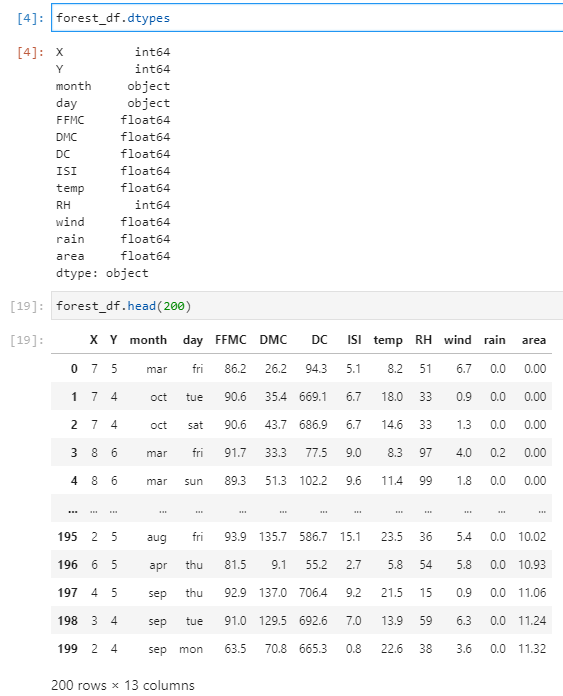 [4]: forest_df.dtypes
[4]: X int64
Y int64
month object
day object
FFMC float64
DMC float64
DC float64
ISI float64
temp float64
RH int64
wind float64
rain float64
area float64
dtype: object
[19]: forest_df.head(200)
[19]: X Y month day FFMC DMC DC ISI temp RH wind rain area
0 7 5 mar fri 86.2 26.2 94.3 5.1 8.2 51 6.7 0.0 0.00
1 7 4 oct tue 90.6 35.4 669.1 6.7 18.0 33 0.9 0.0 0.00
2 7 4 oct sat 90.6 43.7 686.9 6.7 14.6 33 1.3 0.0 0.00
3 8 6 mar fri 91.7 33.3 77.5 9.0 8.3 97 4.0 0.2 0.00
4 8 6 mar sun 89.3 51.3 102.2 9.6 11.4 99 1.8 0.0 0.00
... ... ... ... ... ... ... ... ... ... ... ... ... ...
195 2 5 aug fri 93.9 135.7 586.7 15.1 23.5 36 5.4 0.0 10.02
196 6 5 apr thu 81.5 9.1 55.2 2.7 5.8 54 5.8 0.0 10.93
197 4 5 sep thu 92.9 137.0 706.4 9.2 21.5 15 0.9 0.0 11.06
198 3 4 sep tue 91.0 129.5 692.6 7.0 13.9 59 6.3 0.0 11.24
199 2 4 sep mon 63.5 70.8 665.3 0.8 22.6 38 3.6 0.0 11.32
200 rows × 13 columns